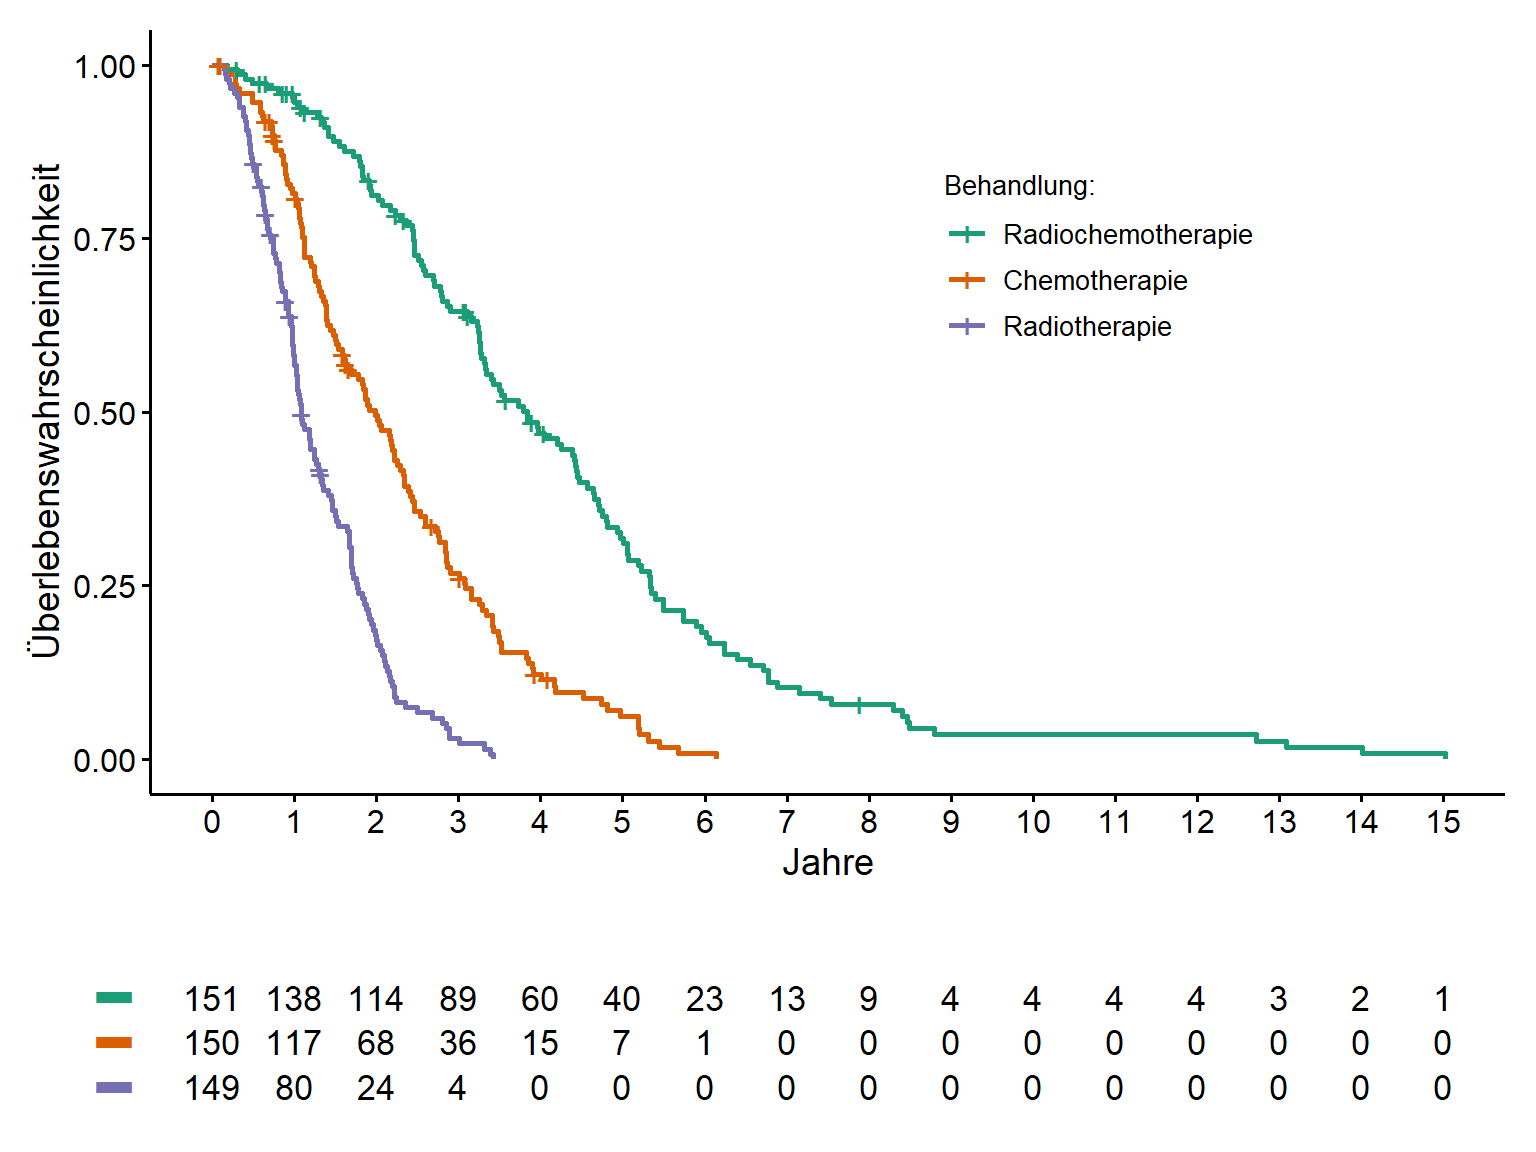 Überlebenswahrscheinlichkeit
1.00
0.75
0.50
0.25
0.00
Behandlung:
Radiochemotherapie
Chemotherapie
Radiotherapie
0 1 2 3 4 5 6 7 8 9 10 11 12 13 14 15
Jahre
151 138 114 89 60 40 23 13 9 4 4 4 4 3 2 1
150 117 68 36 15 7 1 0 0 0 0 0 0 0 0 0
149 80 24 4 0 0 0 0 0 0 0 0 0 0 0 0